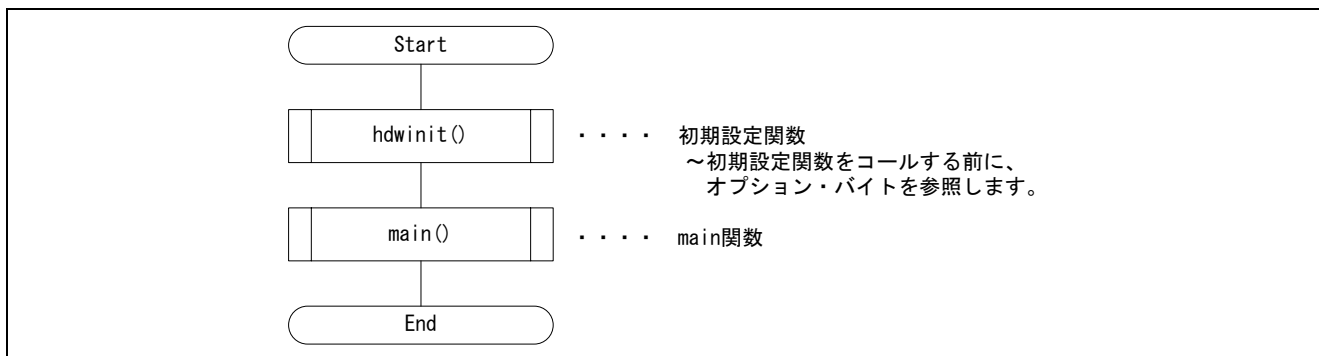 Start
hdwinit() ・・・・ 初期設定関数
～初期設定関数をコールする前に、
オプション・バイトを参照します。
main() ・・・・ main関数
End